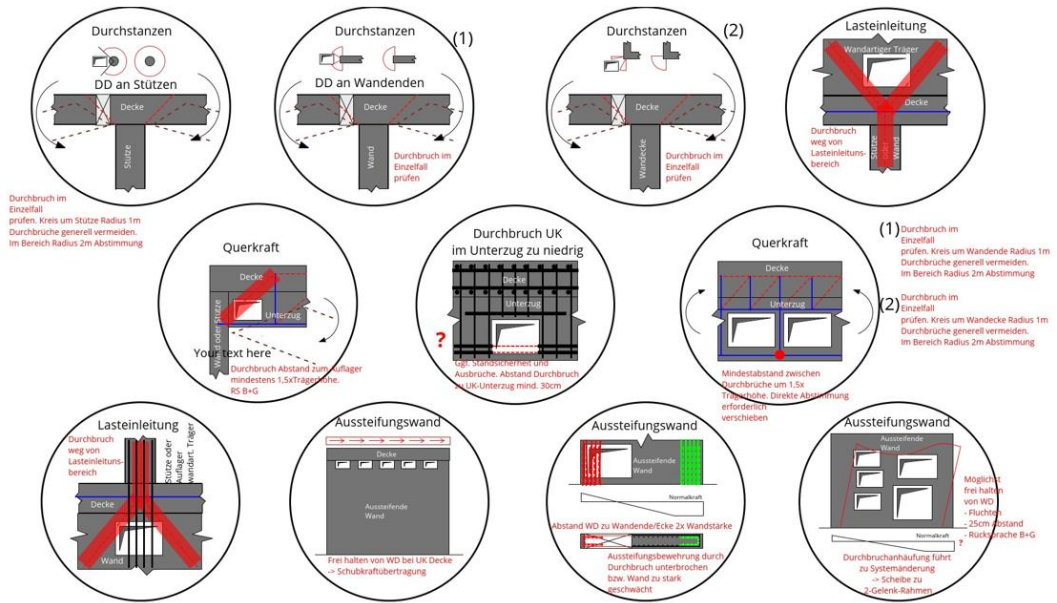 Durchstanzen
DD an Stützen
Decke
Stütze
Durchbruch im
Einzelfall
prüfen. Kreis um Stütze Radius 1m
Durchbrüche generell vermeiden.
Im Bereich Radius 2m Abstimmung
Durchstanzen
(1)
DD an Wandenden
Decke
Wand
Durchbruch im
Einzelfall
prüfen
Durchstanzen
(2)
Decke
Wandecke
Durchbruch im
Einzelfall
prüfen
Lasteinleitung
Wandartiger Träger
Decke
Durchbruch
weg von
Lasteinleituns-
bereich
Stütze
oder
Wand
Querkraft
Decke
Unterzug
Wand oder Stütze
Your text here
Durchbruch Abstand zum Auflager
mindestens 1,5xTrägerhöhe.
RS B+G
Durchbruch UK
im Unterzug zu niedrig
Decke
Unterzug
?
Ggf. Standsicherheit und
Ausbrüche. Abstand Durchbruch
zu UK-Unterzug mind. 30cm
Querkraft
Decke
Unterzug
Mindestabstand zwischen
Durchbrüche um 1,5x
Trägerhöhe. Direkte Abstimmung
erforderlich
verschieben
(1)
Durchbruch im
Einzelfall
prüfen. Kreis um Wandende Radius 1m
Durchbrüche generell vermeiden.
Im Bereich Radius 2m Abstimmung
(2)
Durchbruch im
Einzelfall
prüfen. Kreis um Wandecke Radius 1m
Durchbrüche generell vermeiden.
Im Bereich Radius 2m Abstimmung
Lasteinleitung
Durchbruch
weg von
Lasteinleituns-
bereich
Stütze oder
Auflager
wandart. Träger
Decke
Wand
Aussteifungswand
Decke
Aussteifende
Wand
Frei halten von WD bei UK Decke
-> Schubkraftübertragung
Aussteifungswand
Aussteifende
Wand
Normalkraft
Abstand WD zu Wandende/Ecke 2x Wandstärke
Aussteifungsbewehrung durch
Durchbruch unterbrochen
bzw. Wand zu stark
geschwächt
Aussteifungswand
Aussteifende
Wand
Möglichst
frei halten
von WD
- Fluchten
- 25cm Abstand
- Rücksprache B+G
Normalkraft
?
Durchbruchanhäufung führt
zu Systemänderung
-> Scheibe zu
2-Gelenk-Rahmen